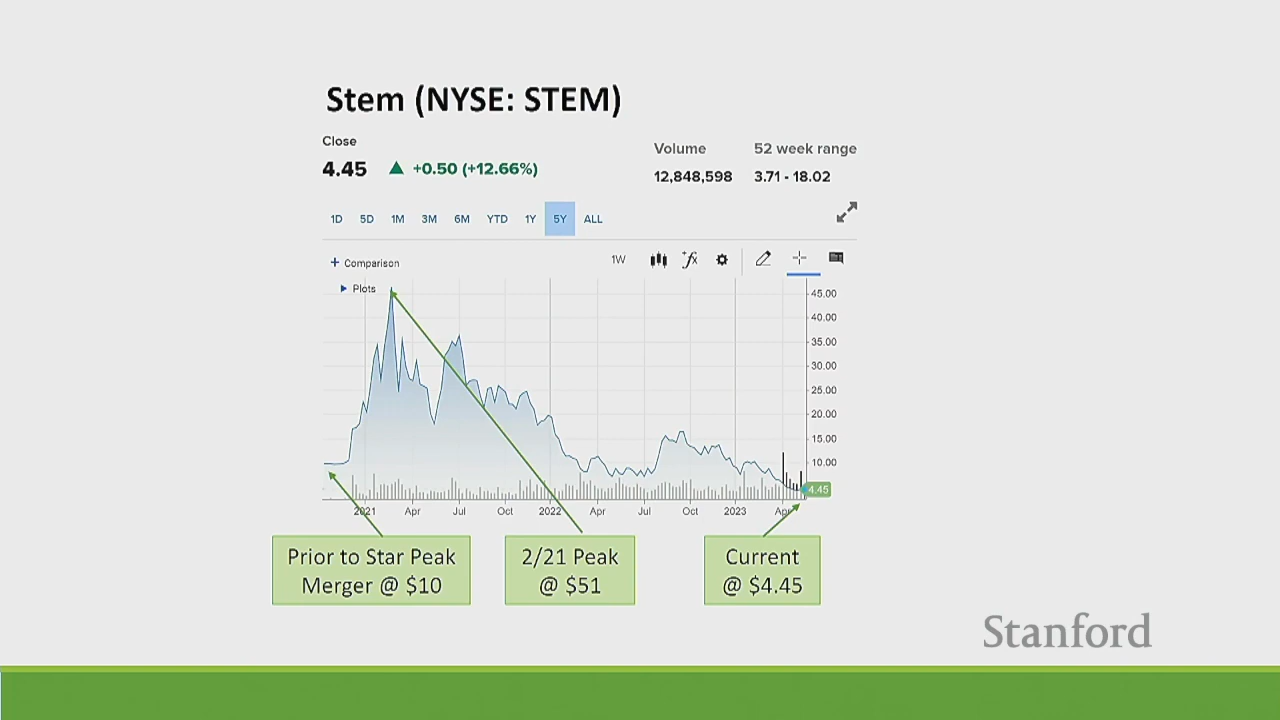 Stem (NYSE: STEM)
Close
4.45 ▲ +0.50 (+12.66%)
Volume
12,848,598
52 week range
3.71 - 18.02
1D 5D 1M 3M 6M YTD 1Y 5Y ALL
+ Comparison
1W
Plots
45.00
40.00
35.00
30.00
25.00
20.00
15.00
10.00
4.45
2021 Apr Jul Oct 2022 Apr Jul Oct 2023 Apr
Prior to Star Peak
Merger @ $10
2/21 Peak
@ $51
Current
@ $4.45
Stanford